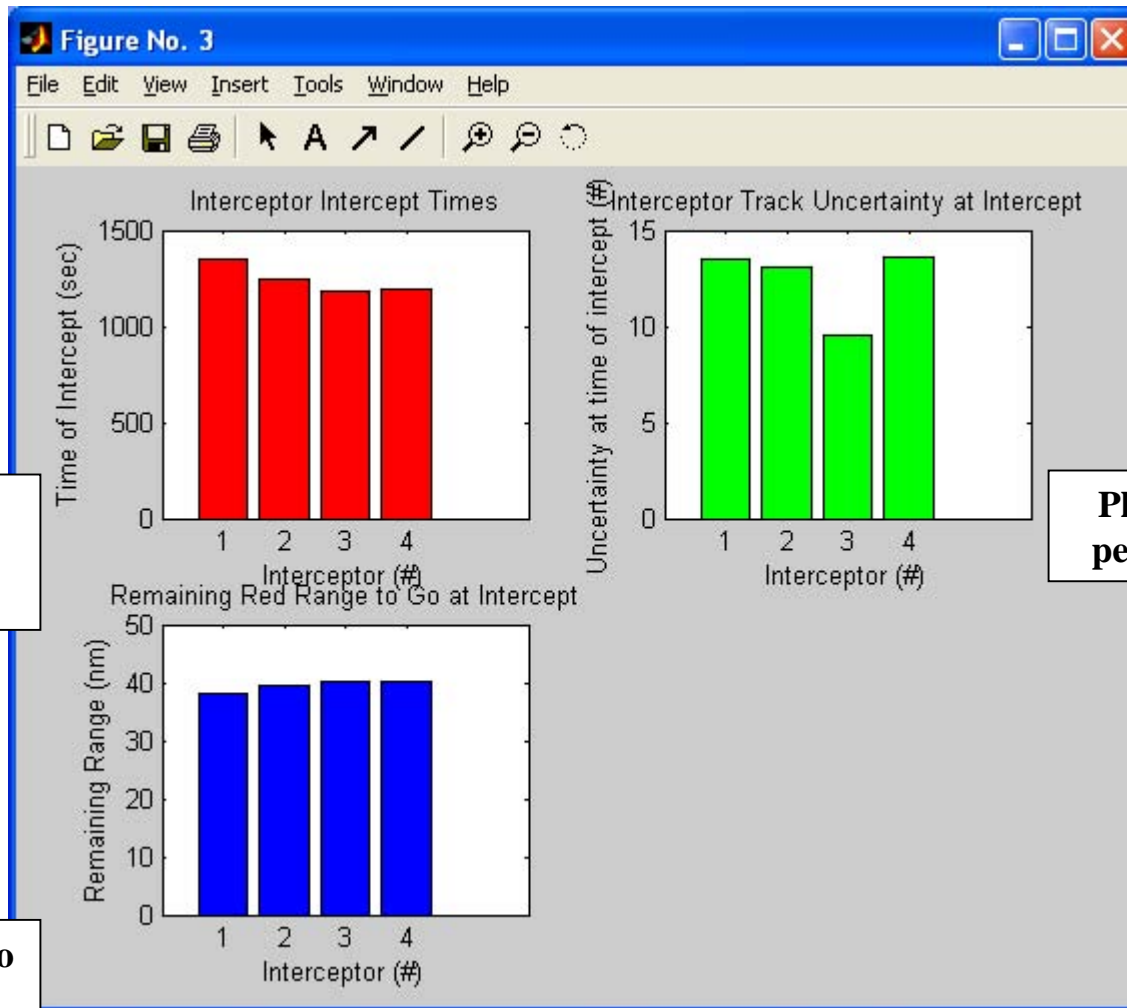 Figure No. 3
File Edit View Insert Tools Window Help
A
Interceptor Intercept Times
Time of Intercept (sec)
1500
1000
500
0
1 2 3 4
Interceptor (#)
Interceptor Track Uncertainty at Intercept
Uncertainty at time of intercept (#)
15
10
5
0
1 2 3 4
Interceptor (#)
Remaining Red Range to Go at Intercept
Remaining Range (nm)
50
40
30
20
10
0
1 2 3 4
Interceptor (#)